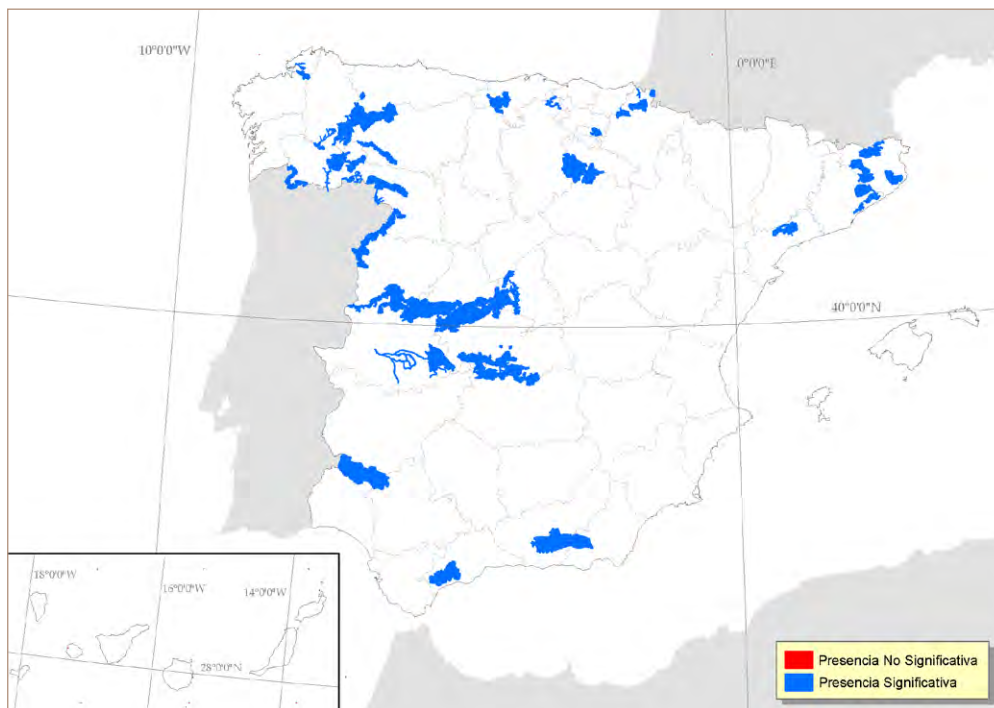 10°0'0"W
0°0'0"E
40°0'0"N
18°0'0"W
16°0'0"W
14°0'0"W
28°0'0"N
Presencia No Significativa
Presencia Significativa